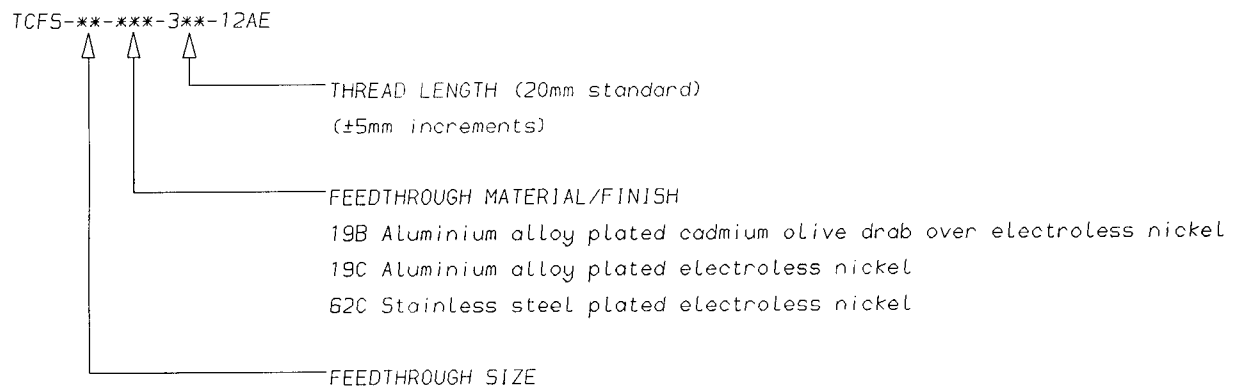 TCFS-**-***-3**-12AE
THREAD LENGTH (20mm standard)
(±5mm increments)
FEEDTHROUGH MATERIAL/FINISH
19B Aluminium alloy plated cadmium olive drab over electroless nickel
19C Aluminium alloy plated electroless nickel
62C Stainless steel plated electroless nickel
FEEDTHROUGH SIZE